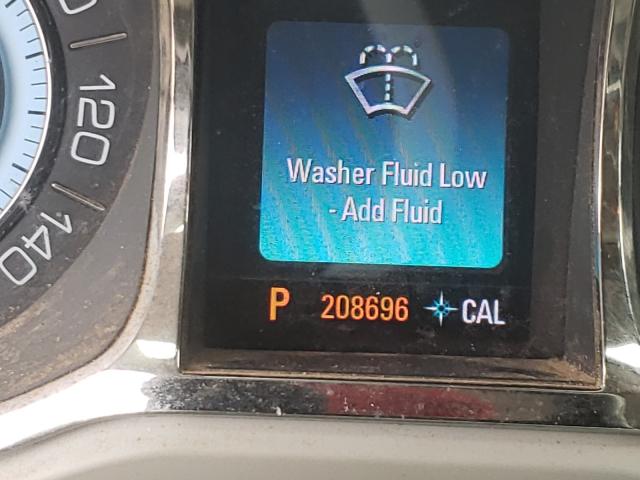 120
140
Washer Fluid Low
- Add Fluid
P 208696 CAL